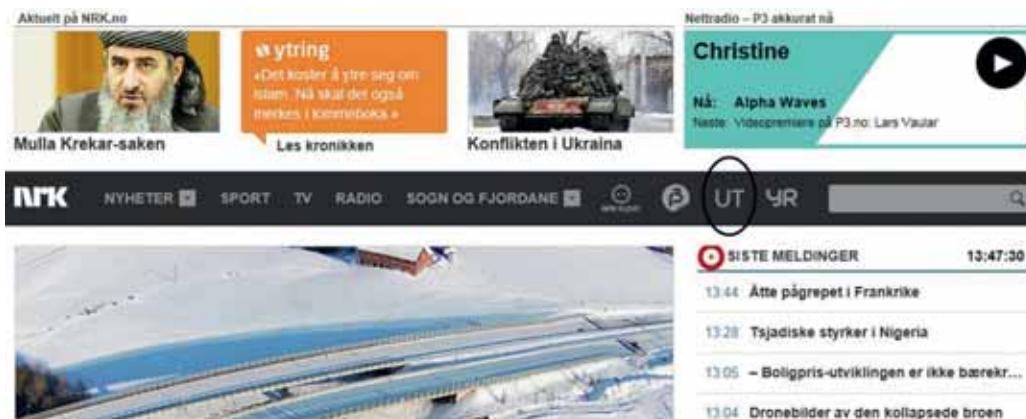 Aktuelt på NRK.no
Nettradio – P3 akkurat nå
ytring
«Det koster å ytre seg om
islam. Nå skal det også
merkes i lommeboka.»
Mulla Krekar-saken
Les kronikken
Konflikten i Ukraina
Christine
Nå: Alpha Waves
Neste: Videopremiere på P3.no: Lars Vaular
NRK NYHETER SPORT TV RADIO SOGN OG FJORDANE UT YR
SISTE MELDINGER 13:47:30
13:44 Åtte pågrepet i Frankrike
13:28 Tsjadiske styrker i Nigeria
13:05 – Boligpris-utviklingen er ikke bærekr...
13:04 Dronebilder av den kollapsede broen